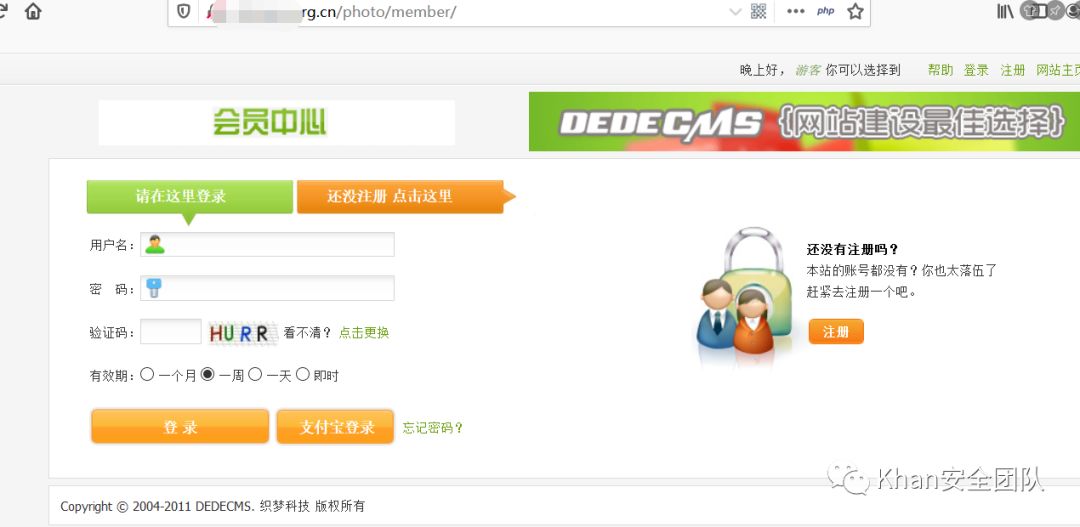 rg.cn/photo/member/
php
晚上好， 游客 你可以选择到 帮助 登录 注册 网站主页
会员中心
DEDECMS {网站建设最佳选择}
请在这里登录
还没注册 点击这里
用户名：
密 码：
验证码： HURR 看不清？ 点击更换
有效期： 一个月 一周 一天 即时
登 录 支付宝登录 忘记密码？
还没有注册吗？
本站的账号都没有？你也太落伍了
赶紧去注册一个吧。
注册
Khan安全团队
Copyright © 2004-2011 DEDECMS. 织梦科技 版权所有